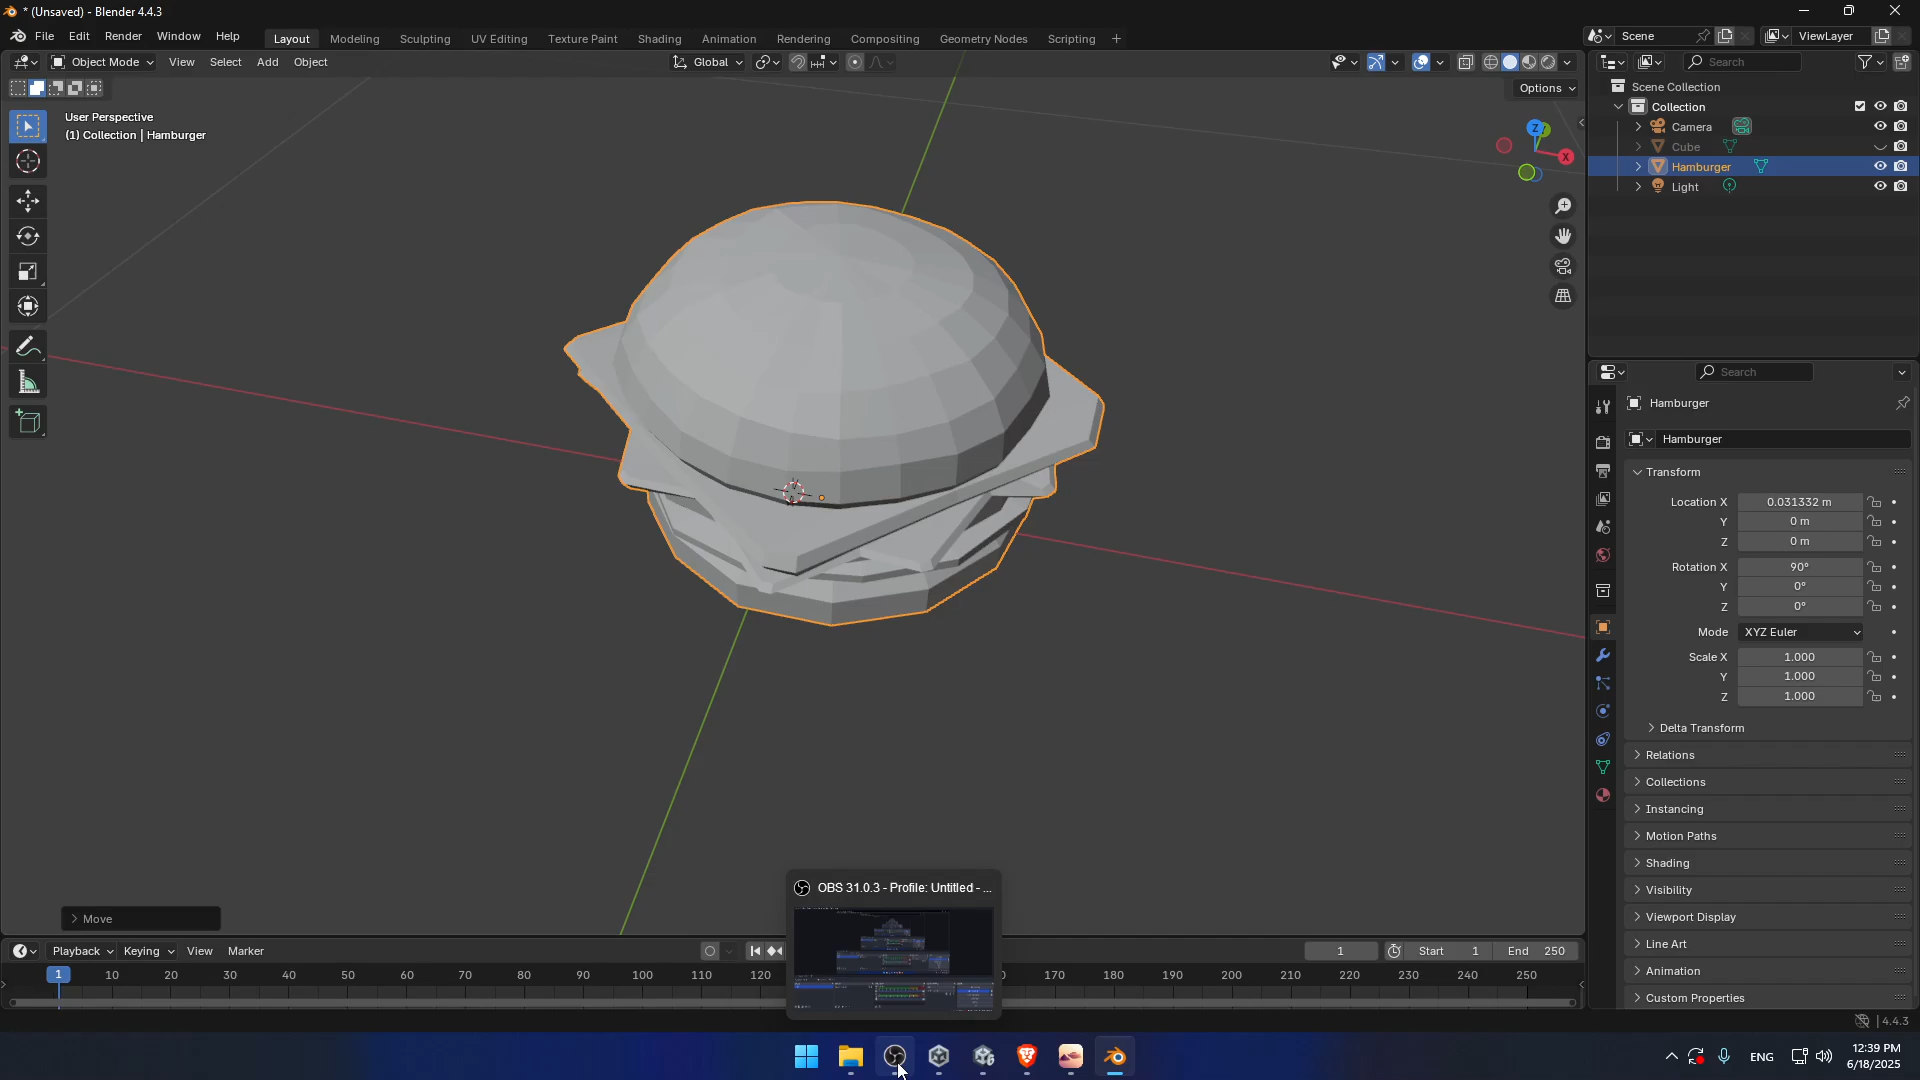 * (Unsaved) - Blender 4.4.3
File Edit Render Window Help
Layout Modeling Sculpting UV Editing Texture Paint Shading Animation Rendering Compositing Geometry Nodes Scripting +
Scene
ViewLayer
Object Mode View Select Add Object
Global
Search
Options
User Perspective
(1) Collection | Hamburger
Z
X
Scene Collection
Collection
Camera
Cube
Hamburger
Light
Search
Hamburger
Hamburger
Transform
Location X 0.031332 m
Y 0 m
Z 0 m
Rotation X 90°
Y 0°
Z 0°
Mode XYZ Euler
Scale X 1.000
Y 1.000
Z 1.000
Delta Transform
Relations
Collections
Instancing
Motion Paths
Shading
Visibility
Viewport Display
Line Art
Animation
Custom Properties
Move
OBS 31.0.3 - Profile: Untitled - ...
Playback Keying View Marker
1 Start 1 End 250
1 10 20 30 40 50 60 70 80 90 100 110 120 170 180 190 200 210 220 230 240 250
4.4.3
ENG
12:39 PM
6/18/2025